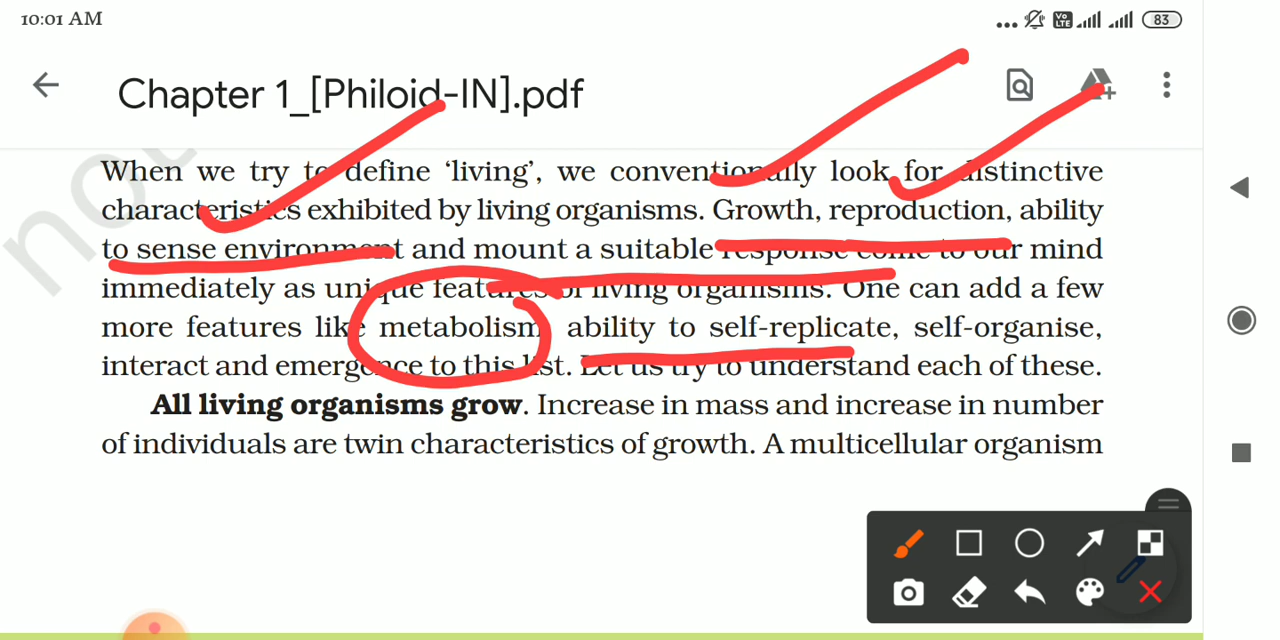 10:01 AM
Vo LTE
83
Chapter 1_[Philoid-IN].pdf
not
When we try to define ‘living’, we conventionally look for distinctive
characteristics exhibited by living organisms. Growth, reproduction, ability
to sense environment and mount a suitable response come to our mind
immediately as unique features of living organisms. One can add a few
more features like metabolism, ability to self-replicate, self-organise,
interact and emergence to this list. Let us try to understand each of these.
All living organisms grow. Increase in mass and increase in number
of individuals are twin characteristics of growth. A multicellular organism